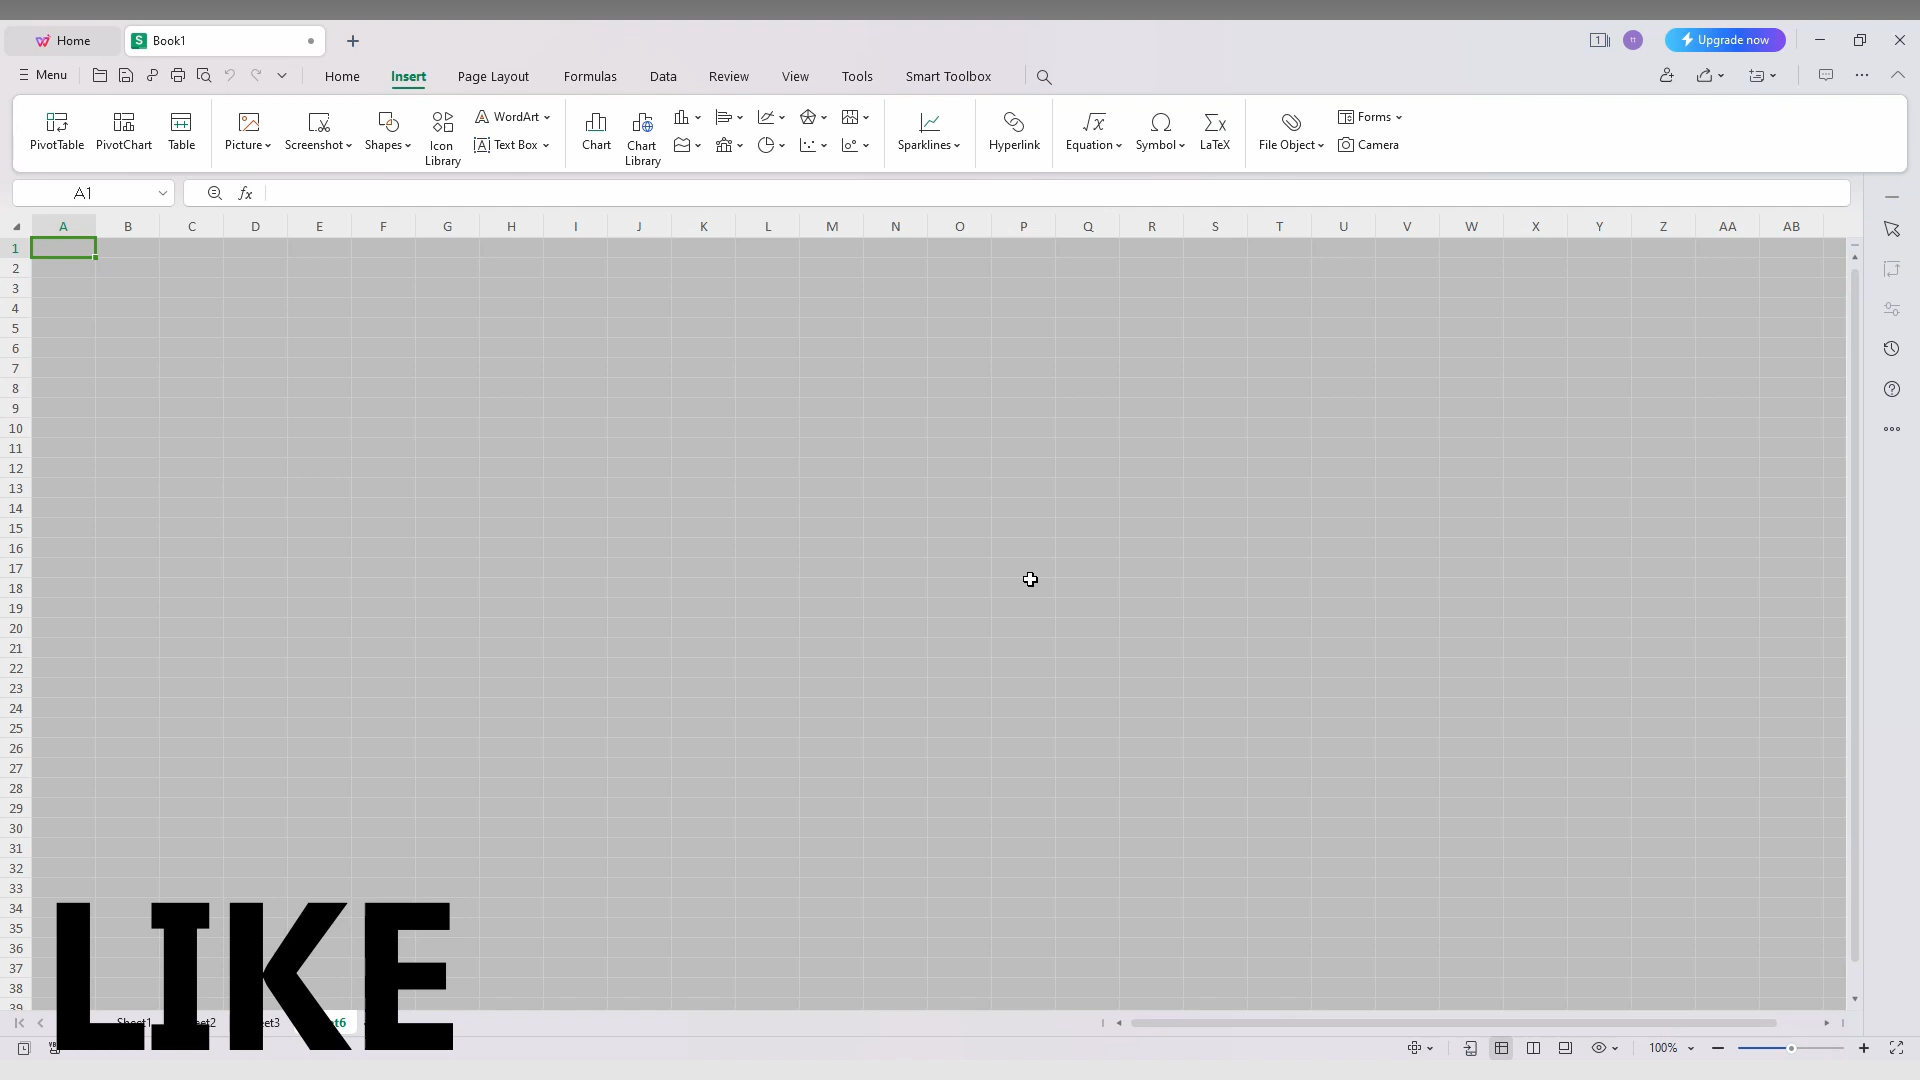 Home
Book1
Upgrade now
Menu
Home
Insert
Page Layout
Formulas
Data
Review
View
Tools
Smart Toolbox
PivotTable
PivotChart
Table
Picture
Screenshot
Shapes
Icon
Library
WordArt
Text Box
Chart
Chart
Library
Sparklines
Hyperlink
Equation
Symbol
LaTeX
File Object
Forms
Camera
A1
fx
A B C D E F G H I J K L M N O P Q R S T U V W X Y Z AA AB
1
2
3
4
5
6
7
8
9
10
11
12
13
14
15
16
17
18
19
20
21
22
23
24
25
26
27
28
29
30
31
32
33
34
35
36
37
38
39
LIKE
100%